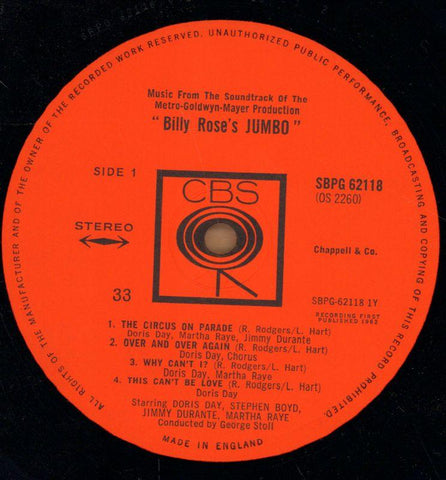 ALL RIGHTS OF THE MANUFACTURER AND OF THE OWNER OF THE RECORDED WORK RESERVED. UNAUTHORIZED PUBLIC PERFORMANCE, BROADCASTING AND COPYING OF THIS RECORD PROHIBITED.
Music From The Soundtrack Of The
Metro-Goldwyn-Mayer Production
"Billy Rose's JUMBO"
SIDE 1
CBS
SBPG 62118
(OS 2260)
STEREO
Chappell & Co.
33
SBPG-62118 1Y
RECORDING FIRST
PUBLISHED 1962
1. THE CIRCUS ON PARADE (R. Rodgers/L. Hart)
Doris Day, Martha Raye, Jimmy Durante
2. OVER AND OVER AGAIN (R. Rodgers/L. Hart)
Doris Day, Chorus
3. WHY CAN'T I? (R. Rodgers/L. Hart)
Doris Day, Martha Raye
4. THIS CAN'T BE LOVE (R. Rodgers/L. Hart)
Doris Day
Starring DORIS DAY, STEPHEN BOYD,
JIMMY DURANTE, MARTHA RAYE
Conducted by George Stoll
MADE IN ENGLAND